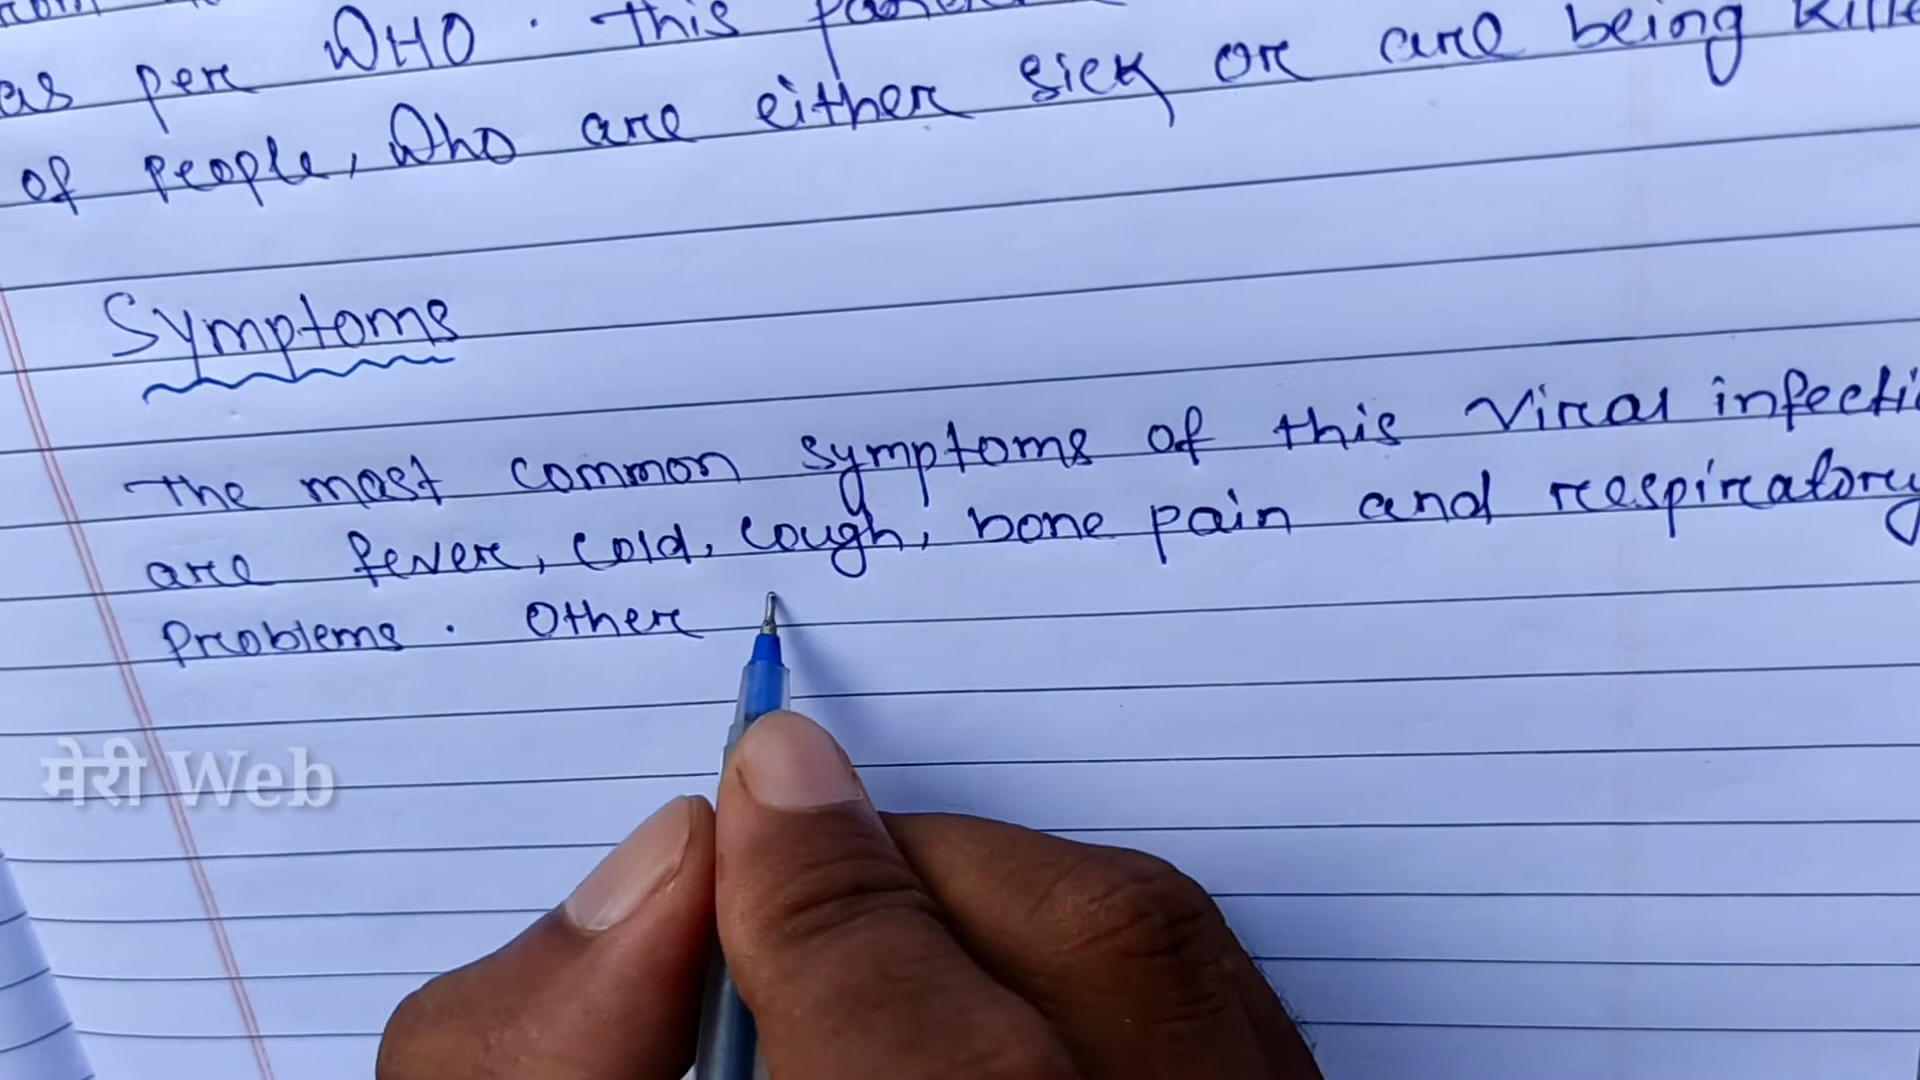 as per WHO. This
of people, Who are either sick or are being
Symptoms
The most common symptoms of this Viral
are fever, cold, cough, bone pain and respiratory
Problems. Other
मेरी Web